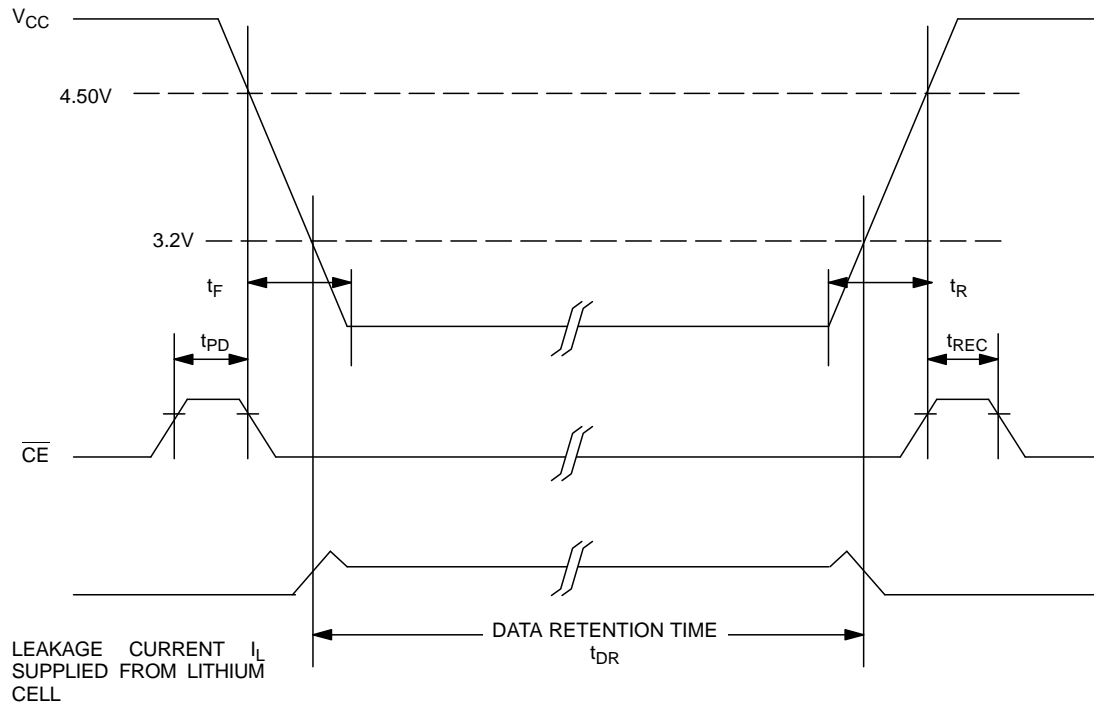 VCC
4.50V
3.2V
tF
tR
tPD
tREC
CE
DATA RETENTION TIME
tDR
LEAKAGE CURRENT IL
SUPPLIED FROM LITHIUM
CELL